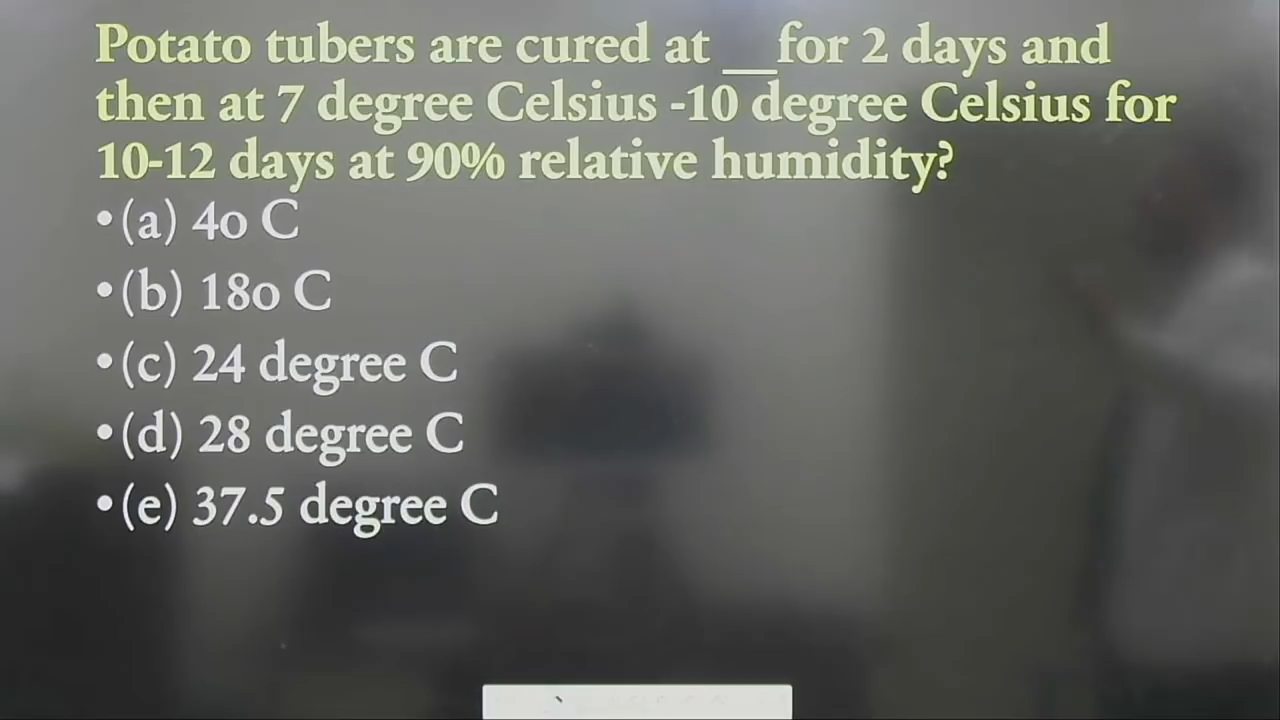 Potato tubers are cured at __for 2 days and
then at 7 degree Celsius -10 degree Celsius for
10-12 days at 90% relative humidity?
•(a) 4o C
•(b) 18o C
•(c) 24 degree C
•(d) 28 degree C
•(e) 37.5 degree C